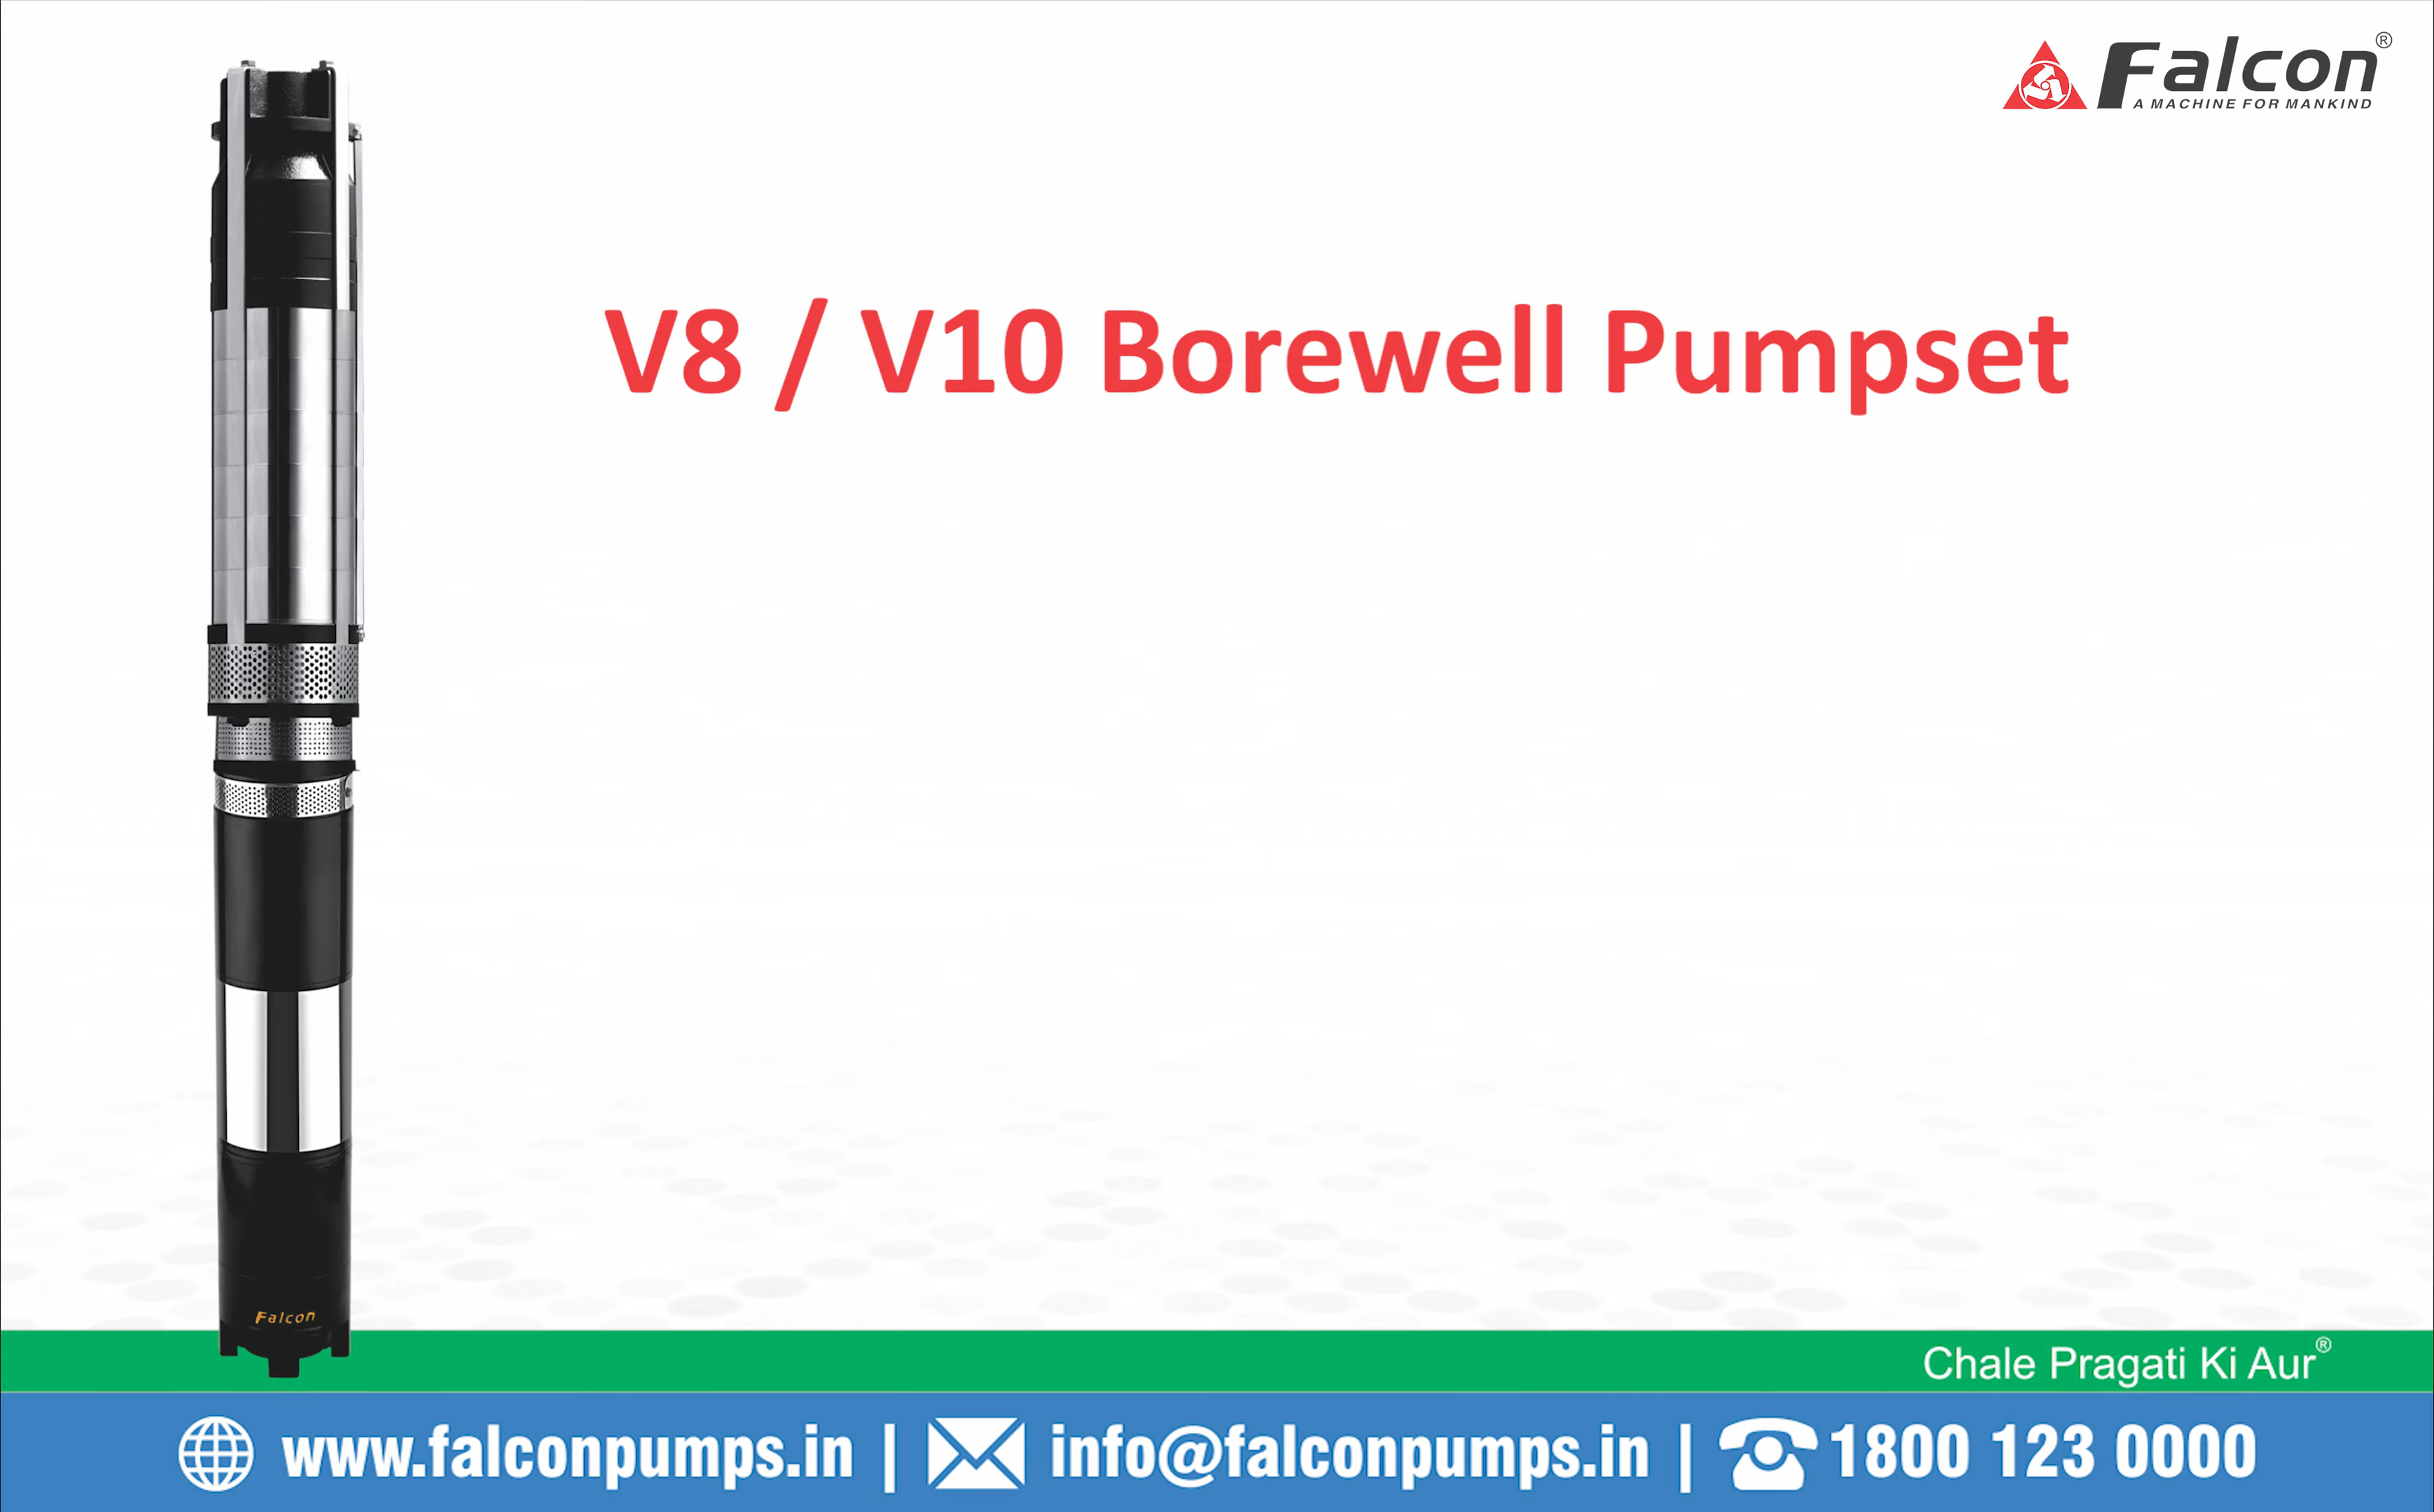 Falcon®
A MACHINE FOR MANKIND
V8 / V10 Borewell Pumpset
Falcon
Chale Pragati Ki Aur®
www.falconpumps.in | info@falconpumps.in | 1800 123 0000